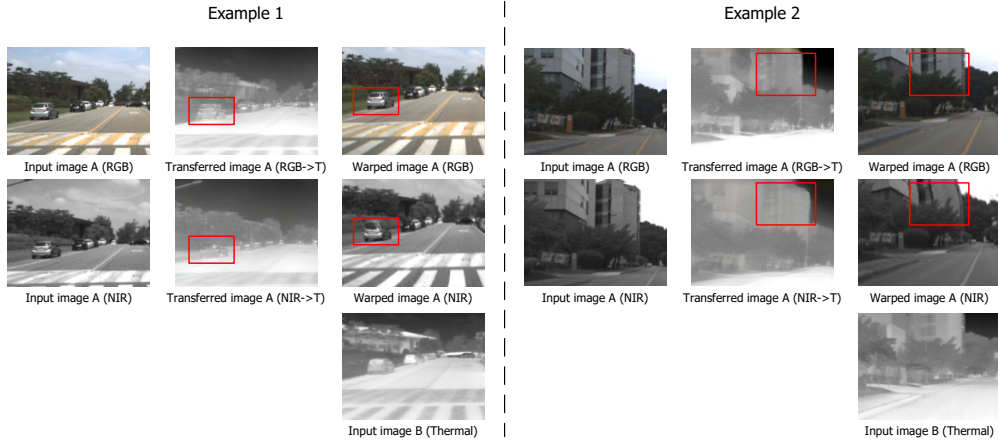 Example 1
Example 2
Input image A (RGB)
Transferred image A (RGB->T)
Warped image A (RGB)
Input image A (RGB)
Transferred image A (RGB->T)
Warped image A (RGB)
Input image A (NIR)
Transferred image A (NIR->T)
Warped image A (NIR)
Input image A (NIR)
Transferred image A (NIR->T)
Warped image A (NIR)
Input image B (Thermal)
Input image B (Thermal)